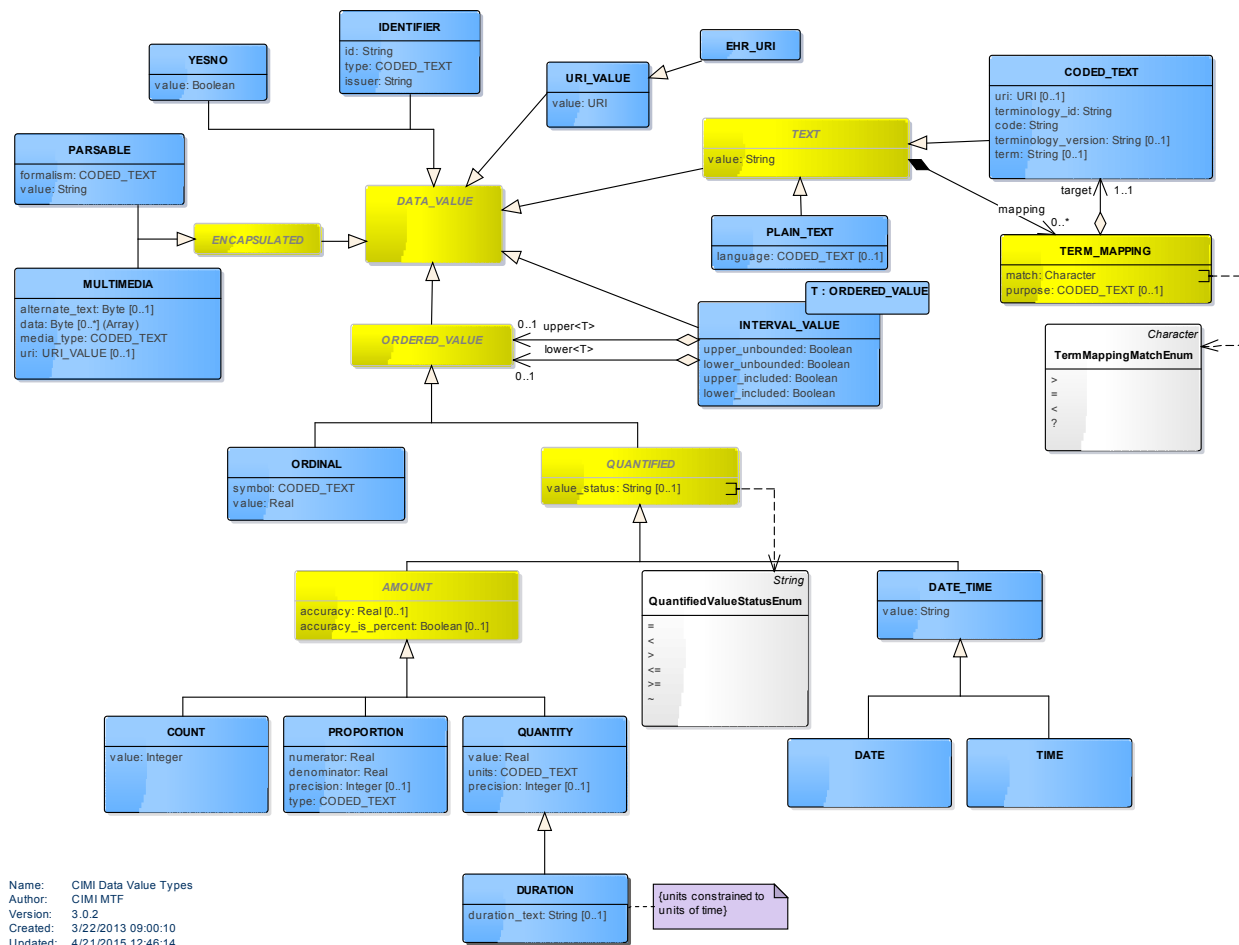 IDENTIFIER
id: String
type: CODED_TEXT
issuer: String
YESNO
value: Boolean
EHR_URI
URI_VALUE
value: URI
CODED_TEXT
uri: URI [0..1]
terminology_id: String
code: String
terminology_version: String [0..1]
term: String [0..1]
TEXT
value: String
PARSABLE
formalism: CODED_TEXT
value: String
DATA_VALUE
target
1..1
mapping
0..*
ENCAPSULATED
PLAIN_TEXT
language: CODED_TEXT [0..1]
TERM_MAPPING
match: Character
purpose: CODED_TEXT [0..1]
MULTIMEDIA
alternate_text: Byte [0..1]
data: Byte [0..*] (Array)
media_type: CODED_TEXT
uri: URI_VALUE [0..1]
T : ORDERED_VALUE
INTERVAL_VALUE
upper_unbounded: Boolean
lower_unbounded: Boolean
upper_included: Boolean
lower_included: Boolean
ORDERED_VALUE
0..1
upper<T>
lower<T>
0..1
Character
TermMappingMatchEnum
>
=
<
?
ORDINAL
symbol: CODED_TEXT
value: Real
QUANTIFIED
value_status: String [0..1]
AMOUNT
accuracy: Real [0..1]
accuracy_is_percent: Boolean [0..1]
String
QuantifiedValueStatusEnum
=
<
>
<=
>=
~
DATE_TIME
value: String
COUNT
value: Integer
PROPORTION
numerator: Real
denominator: Real
precision: Integer [0..1]
type: CODED_TEXT
QUANTITY
value: Real
units: CODED_TEXT
precision: Integer [0..1]
DATE
TIME
DURATION
duration_text: String [0..1]
{units constrained to
units of time}
Name: CIMI Data Value Types
Author: CIMI MTF
Version: 3.0.2
Created: 3/22/2013 09:00:10
Updated: 4/21/2015 12:46:14